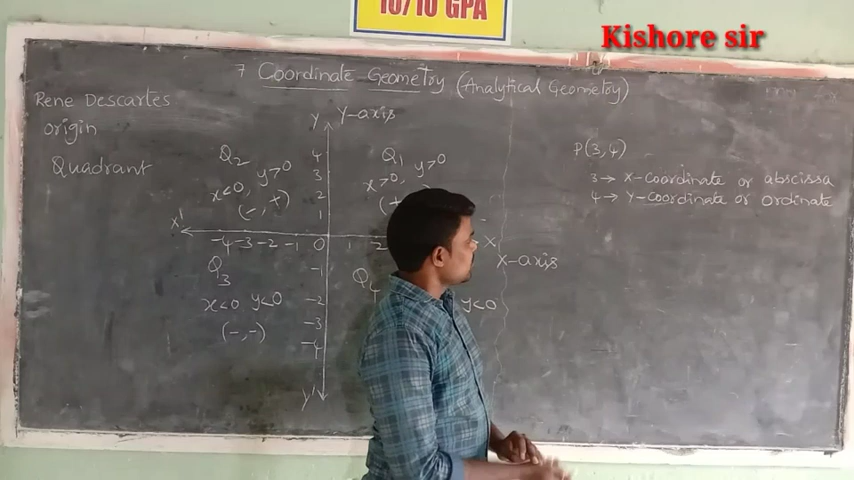 10/10 GPA
Kishore sir
7 Coordinate Geometry (Analytical Geometry)
Rene Descartes
origin
Quadrant
Y Y-axis
Q2
x<0, y>0
(-, +)
Q1
x>0, y>0
(+
4
3
2
1
X'
-4 -3 -2 -1 0 1 2
X
X-axis
-1
-2
-3
-4
Q3
x<0 y<0
(-,-)
Q4
y<0
Y'
P(3,4)
3→ X-coordinate or abscissa
4→ Y-coordinate or ordinate